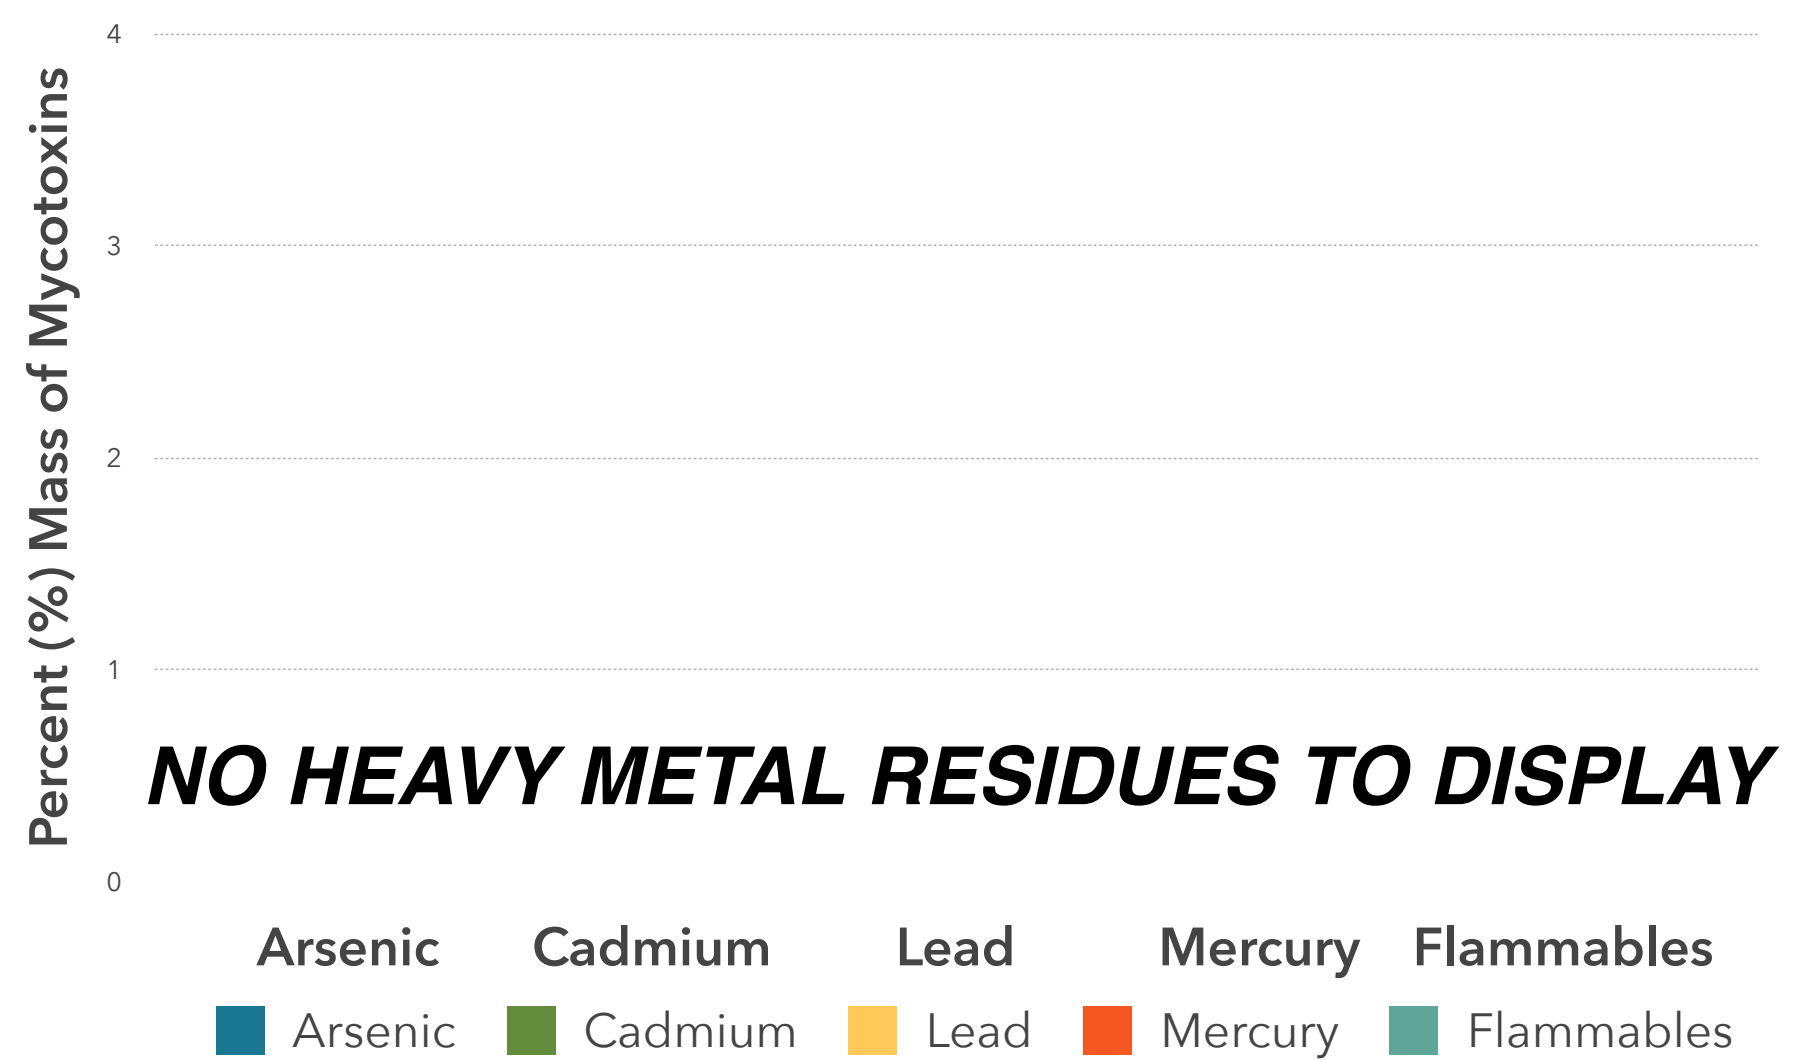 Percent (%) Mass of Mycotoxins
4
3
2
1
NO HEAVY METAL RESIDUES TO DISPLAY
0
Arsenic Cadmium Lead Mercury Flammables
Arsenic Cadmium Lead Mercury Flammables